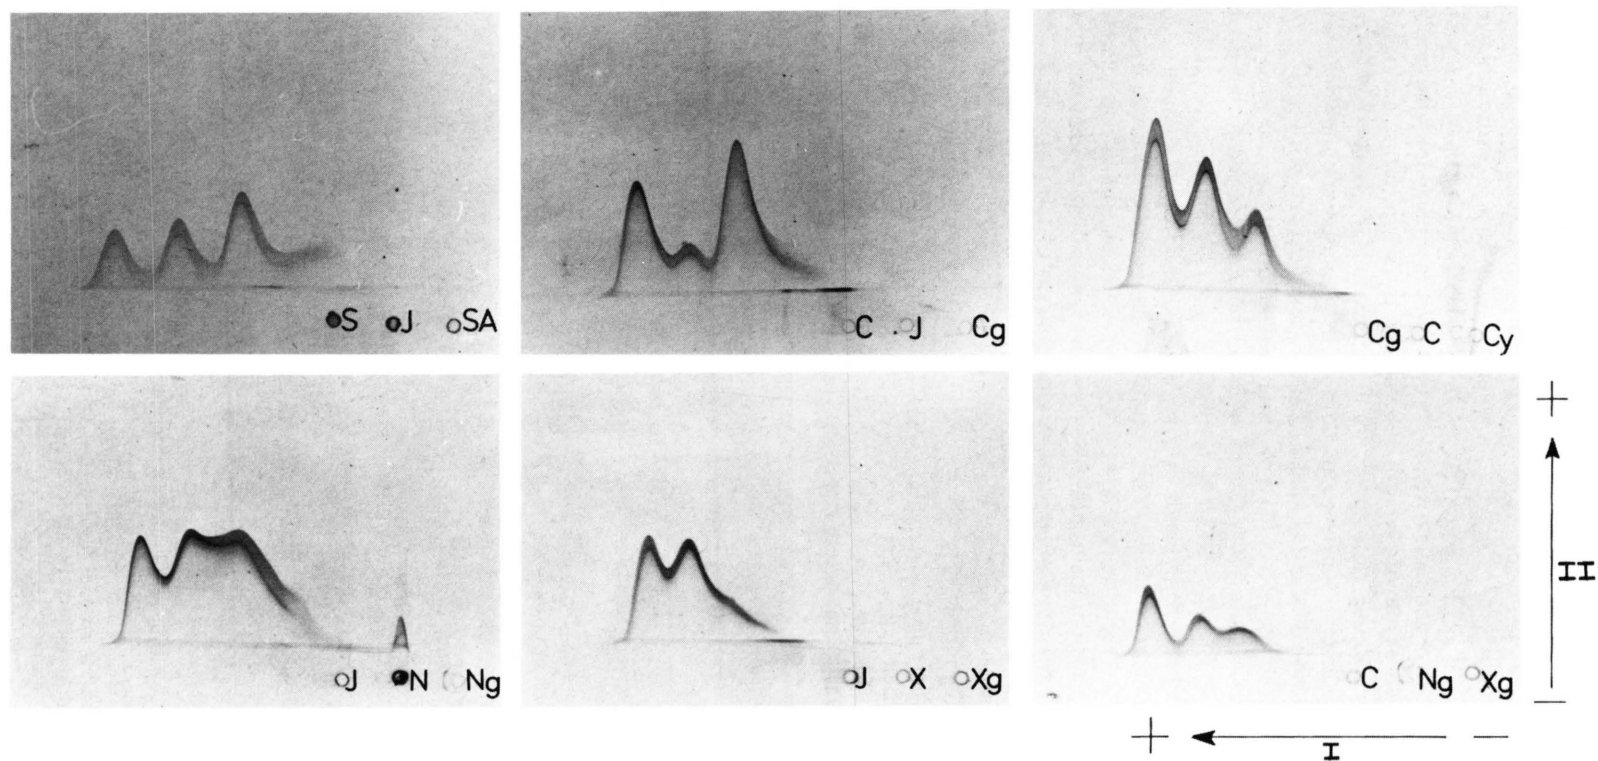 S J SA
C J Cg
Cg C Cy
J N Ng
J X Xg
C Ng Xg
+
II
—
+ I —